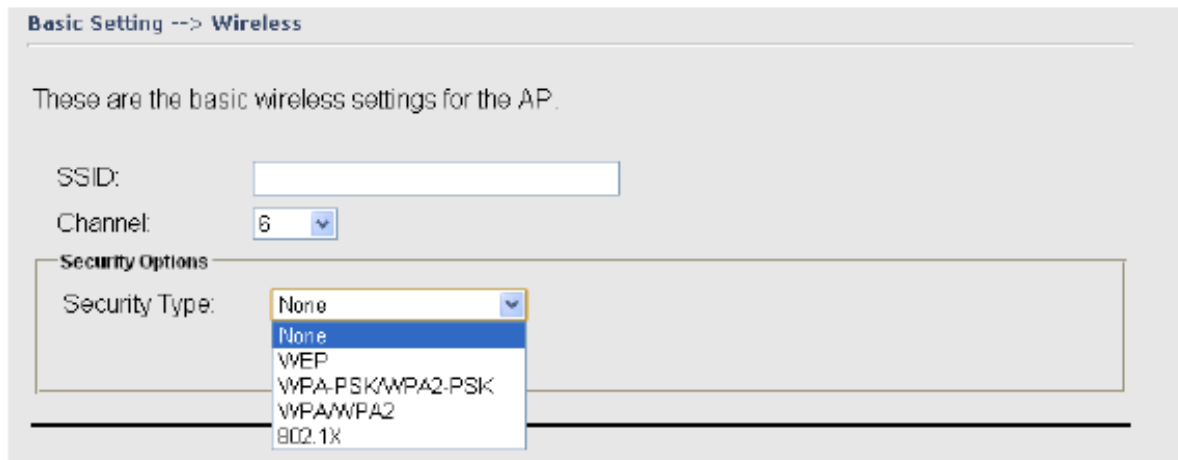 Basic Setting --> Wireless
These are the basic wireless settings for the AP.
SSID:
Channel: 6
Security Options
Security Type: None
None
WEP
WPA-PSK/WPA2-PSK
WPA/WPA2
802.1X